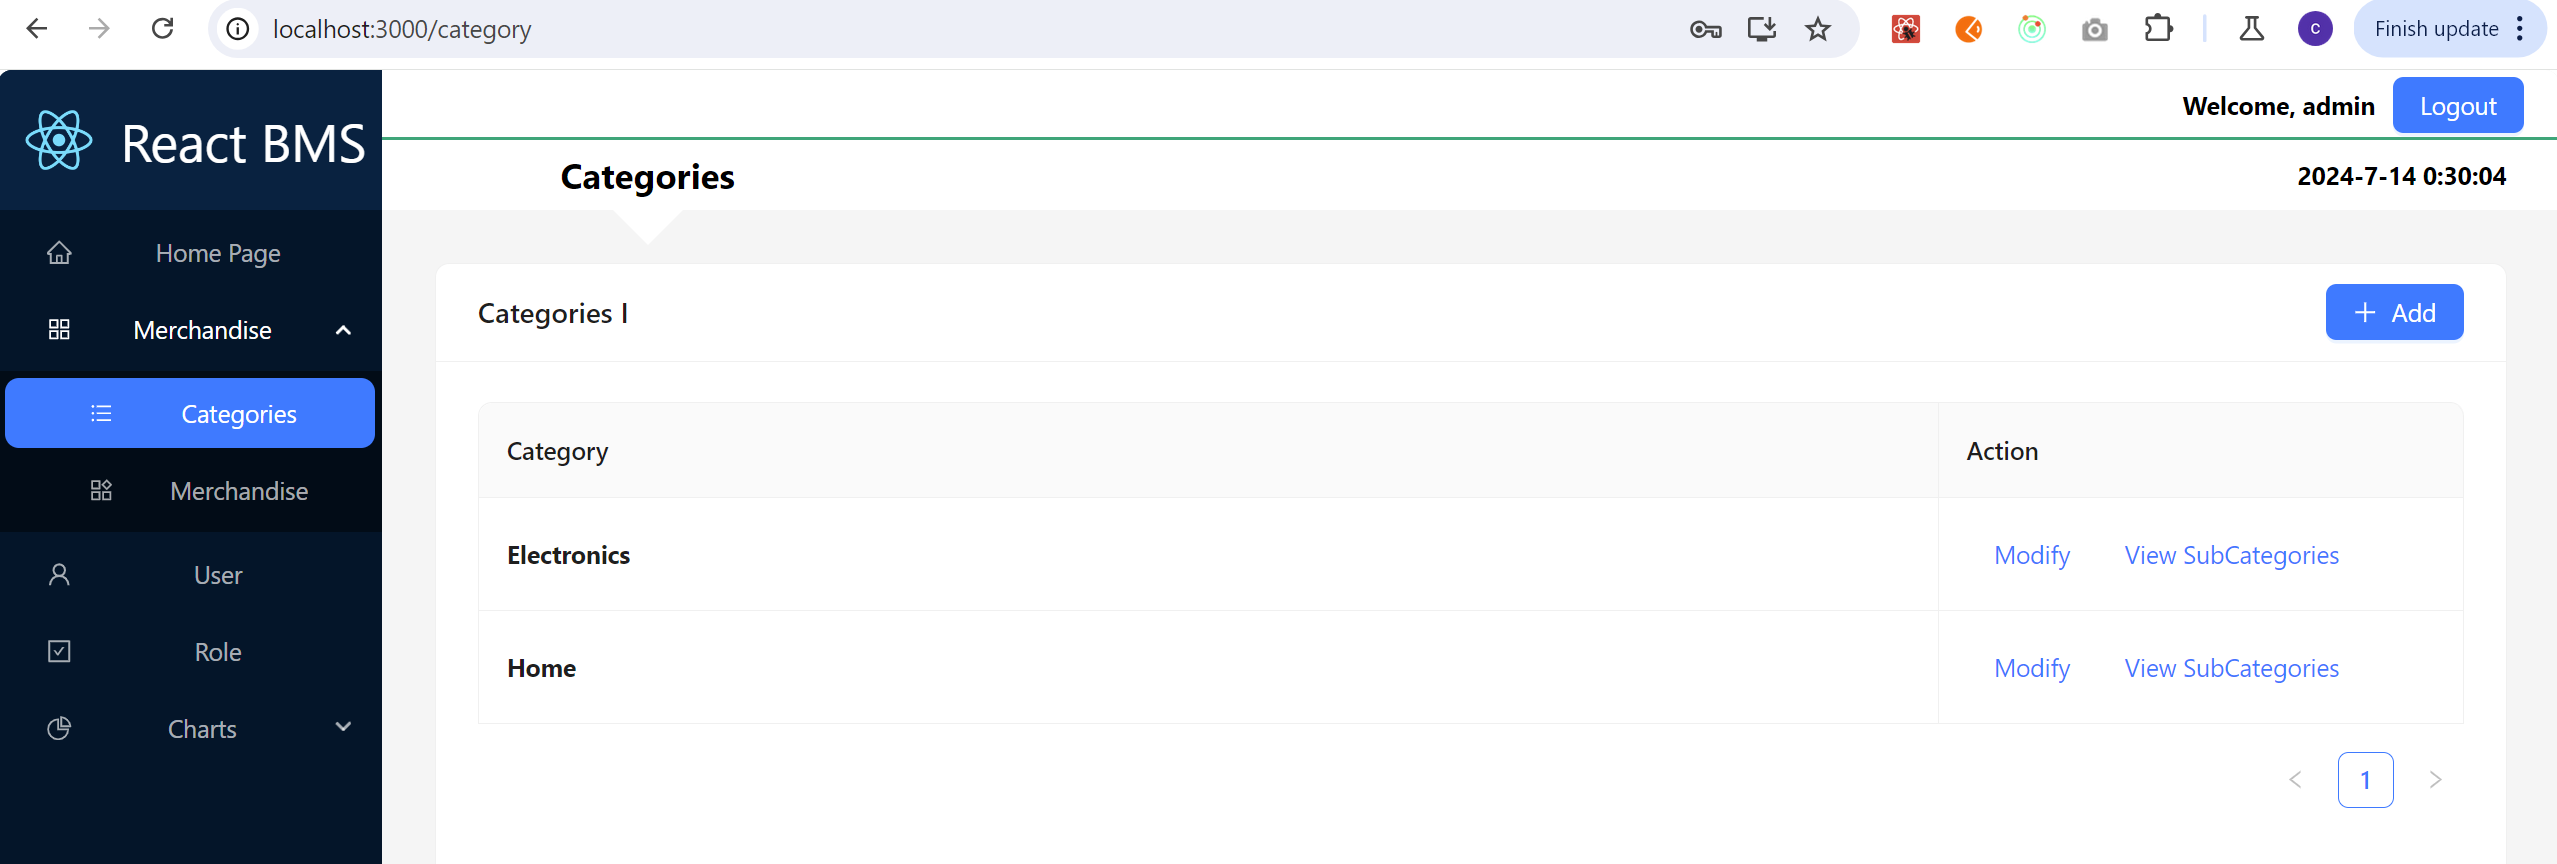 localhost:3000/category
C
Finish update
React BMS
Welcome, admin
Logout
Categories
2024-7-14 0:30:04
Home Page
Merchandise
Categories
Merchandise
User
Role
Charts
Categories I
Add
Category
Action
Electronics
Modify
View SubCategories
Home
Modify
View SubCategories
1